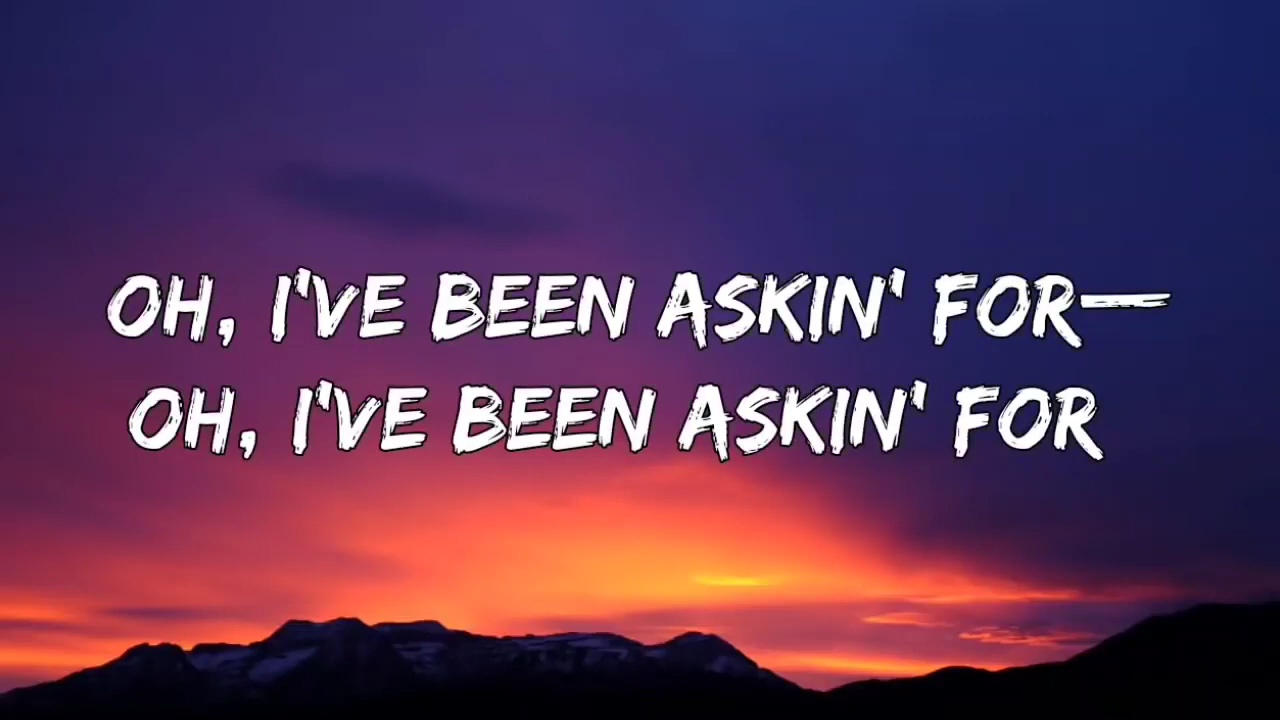 OH, I'VE BEEN ASKIN' FOR—
OH, I'VE BEEN ASKIN' FOR